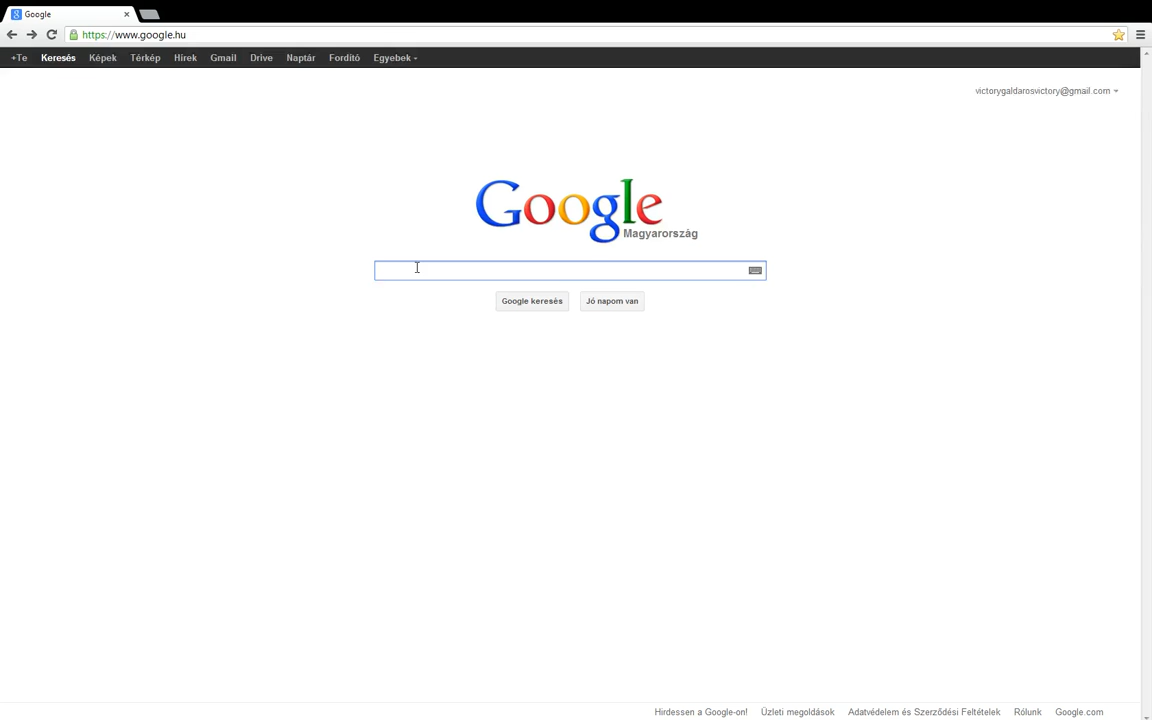 Google
https://www.google.hu
+Te Keresés Képek Térkép Hírek Gmail Drive Naptár Fordító Egyebek
victorygaldarosvictory@gmail.com
Google
Magyarország
Google keresés Jó napom van
Hirdessen a Google-on! Üzleti megoldások Adatvédelem és Szerződési Feltételek Rólunk Google.com